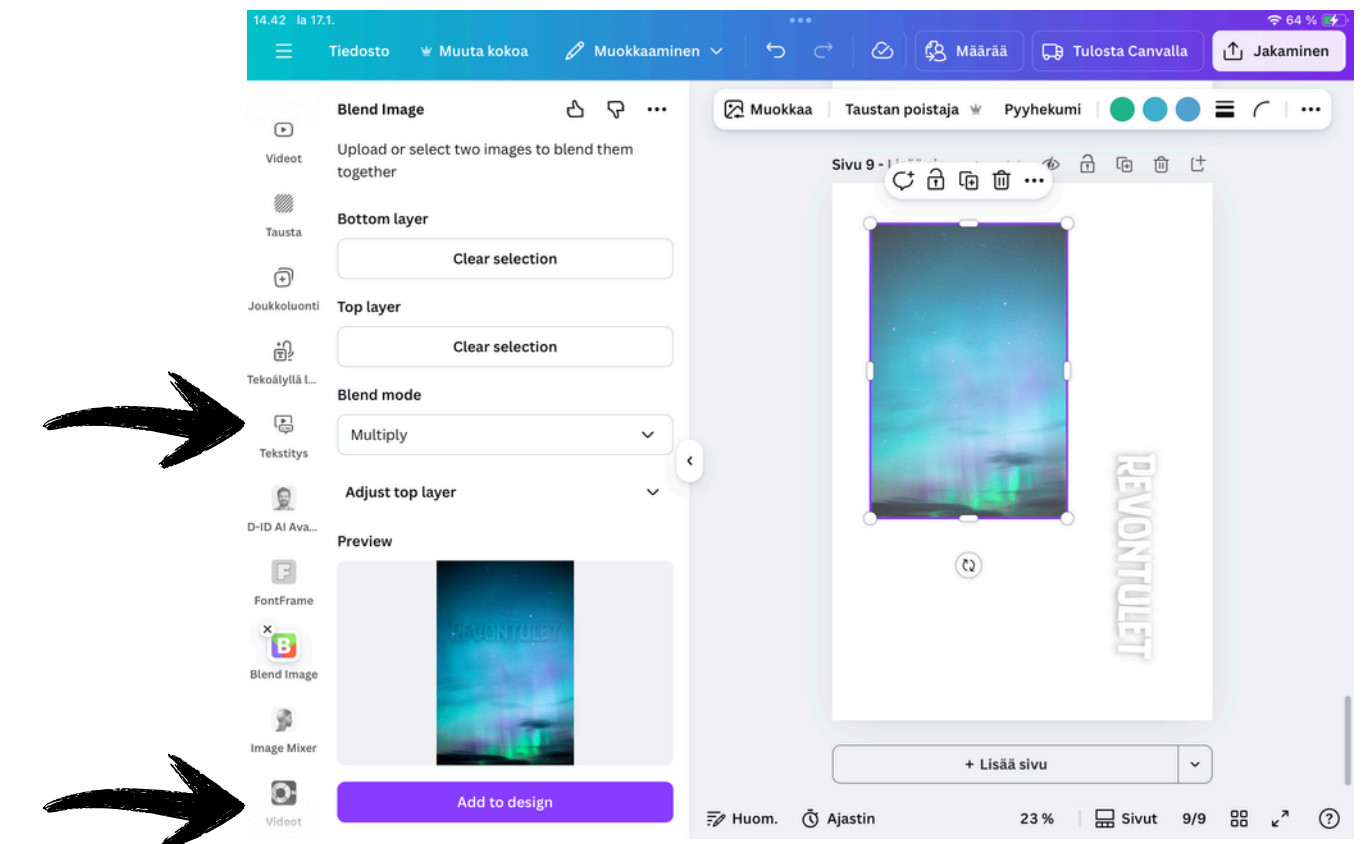 14.42 la 17.1.
64 %
Tiedosto
Muuta kokoa
Muokkaaminen
Määrää
Tulosta Canvalla
Jakaminen
Videot
Tausta
Joukkoluonti
Tekoälyllä l...
Tekstitys
D-ID AI Ava...
FontFrame
Blend Image
Image Mixer
Videot
Blend Image
Upload or select two images to blend them
together
Bottom layer
Clear selection
Top layer
Clear selection
Blend mode
Multiply
Adjust top layer
Preview
REVONTULET
Add to design
Muokkaa
Taustan poistaja
Pyyhekumi
Sivu 9 -
REVONTULET
+ Lisää sivu
Huom.
Ajastin
23 %
Sivut
9/9